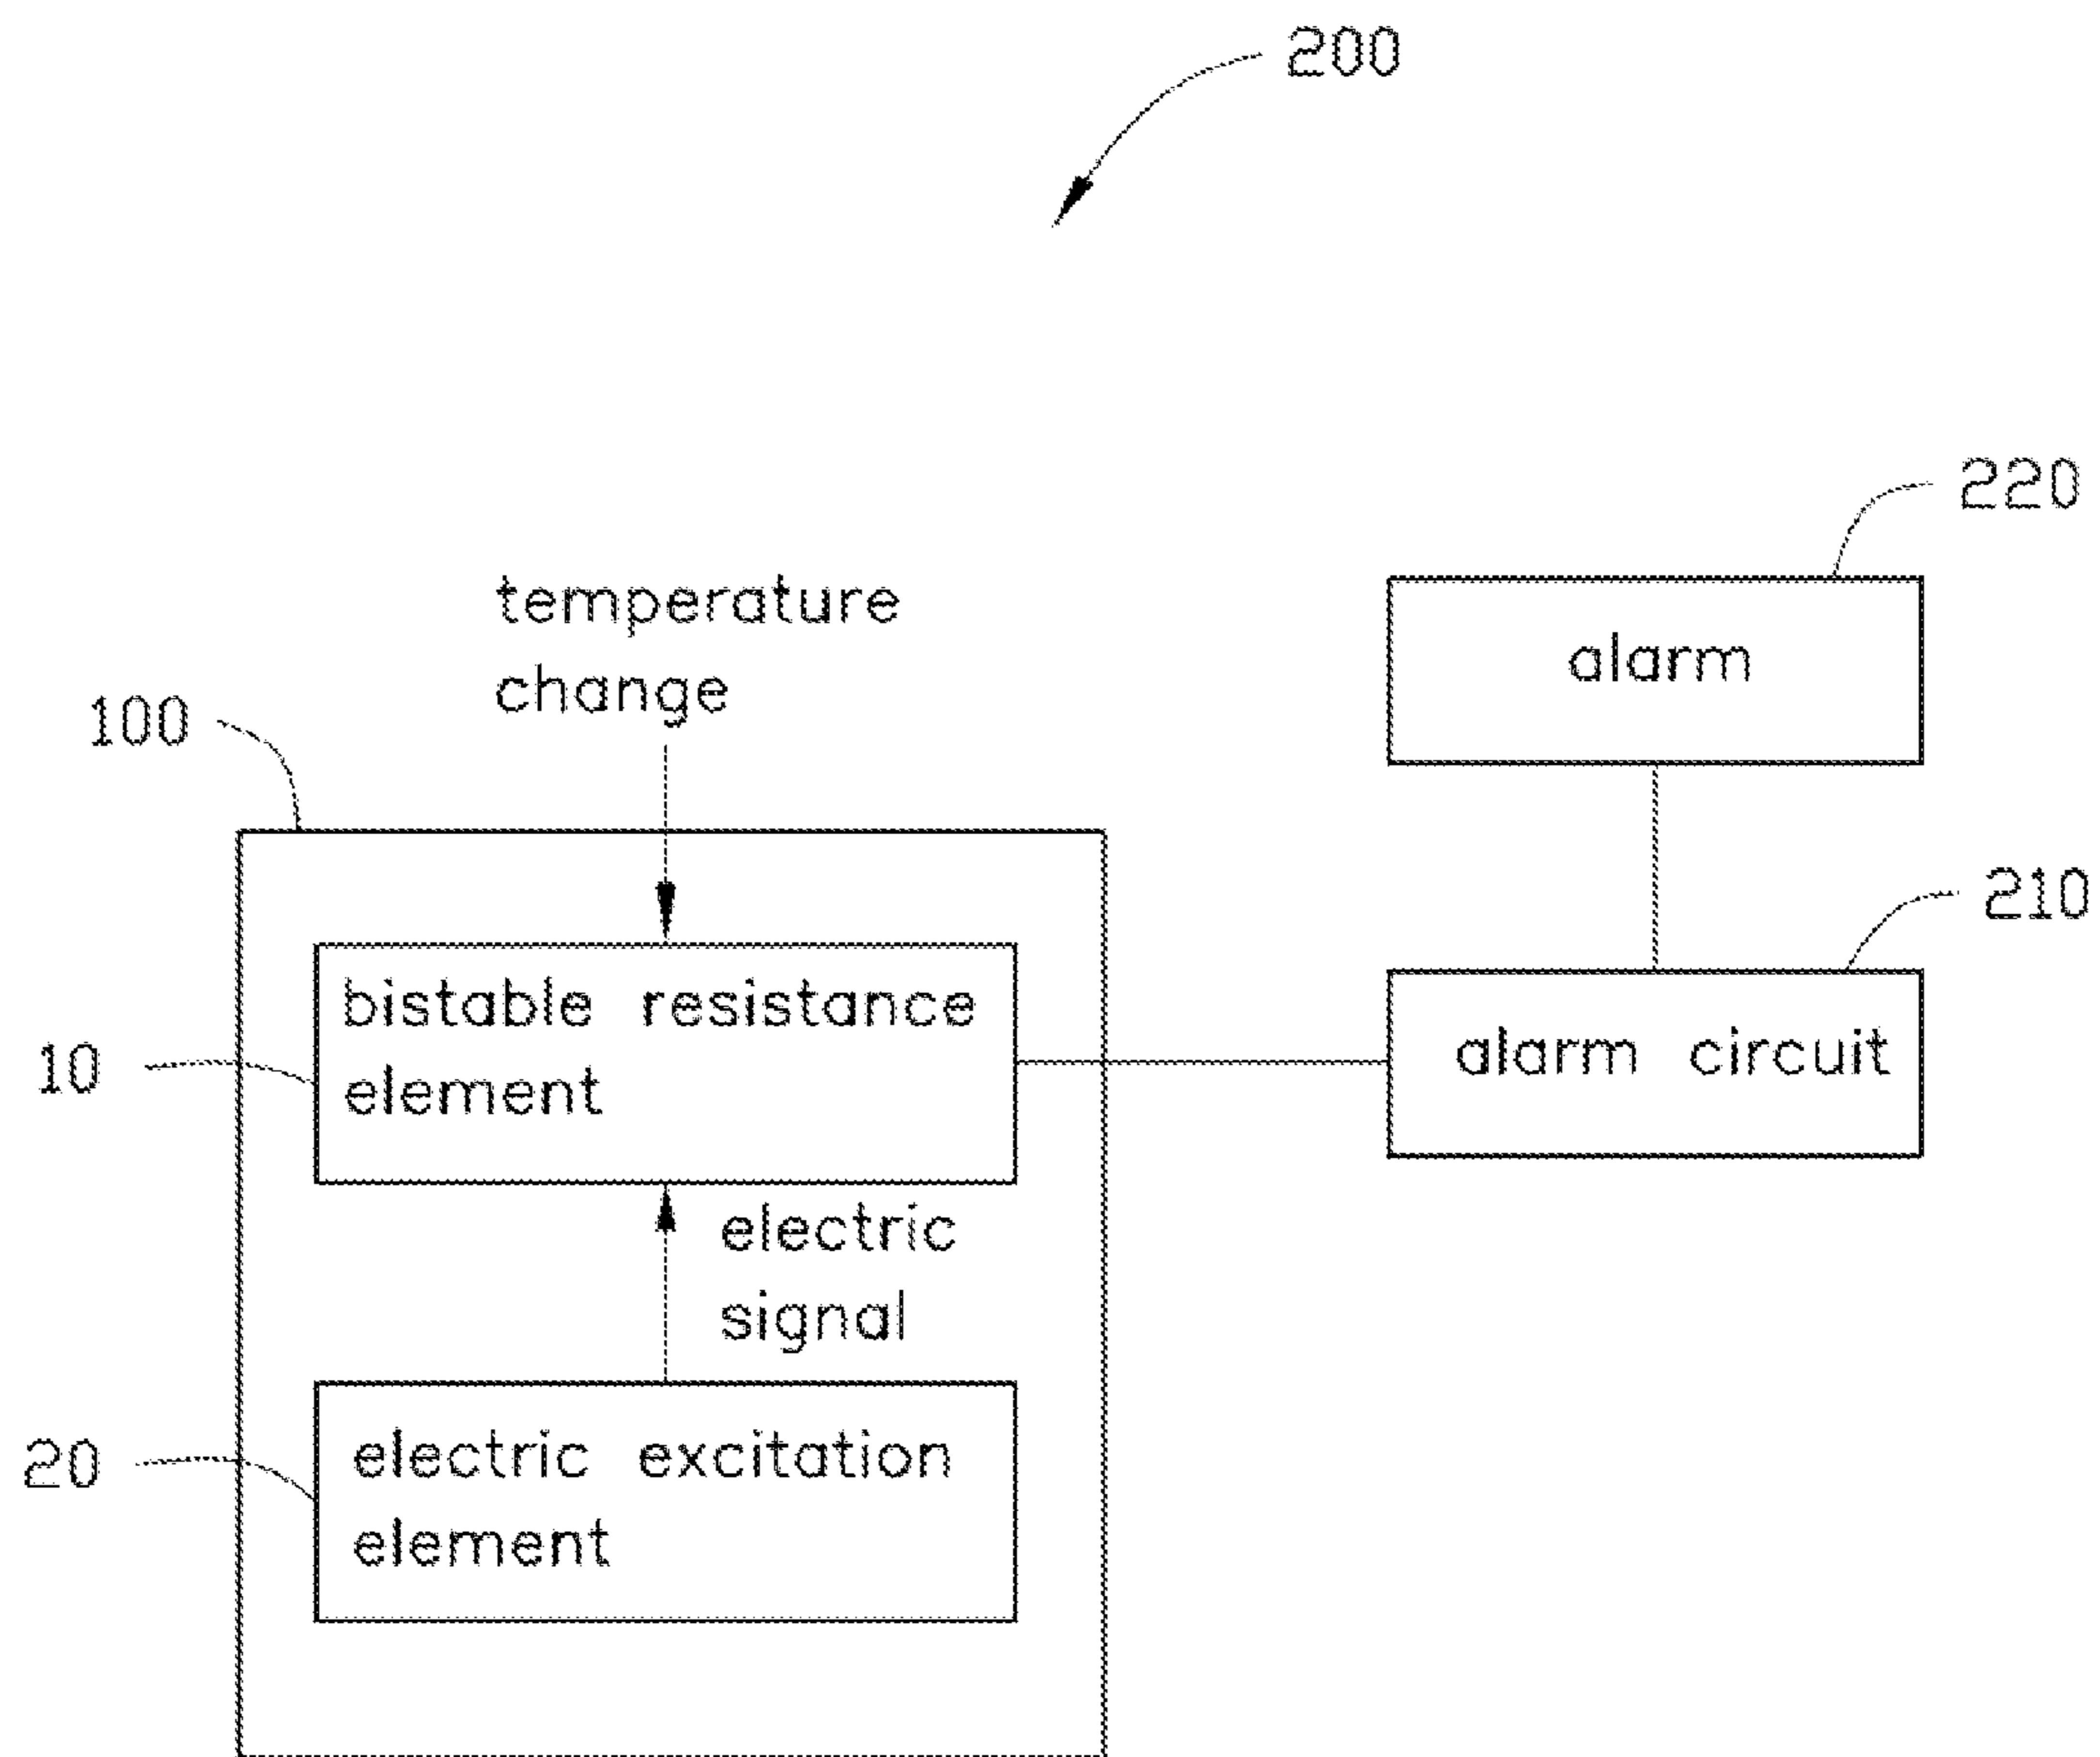 200
220
temperature
change
alarm
100
210
bistable resistance
element
alarm circuit
10
electric
signal
electric excitation
element
20